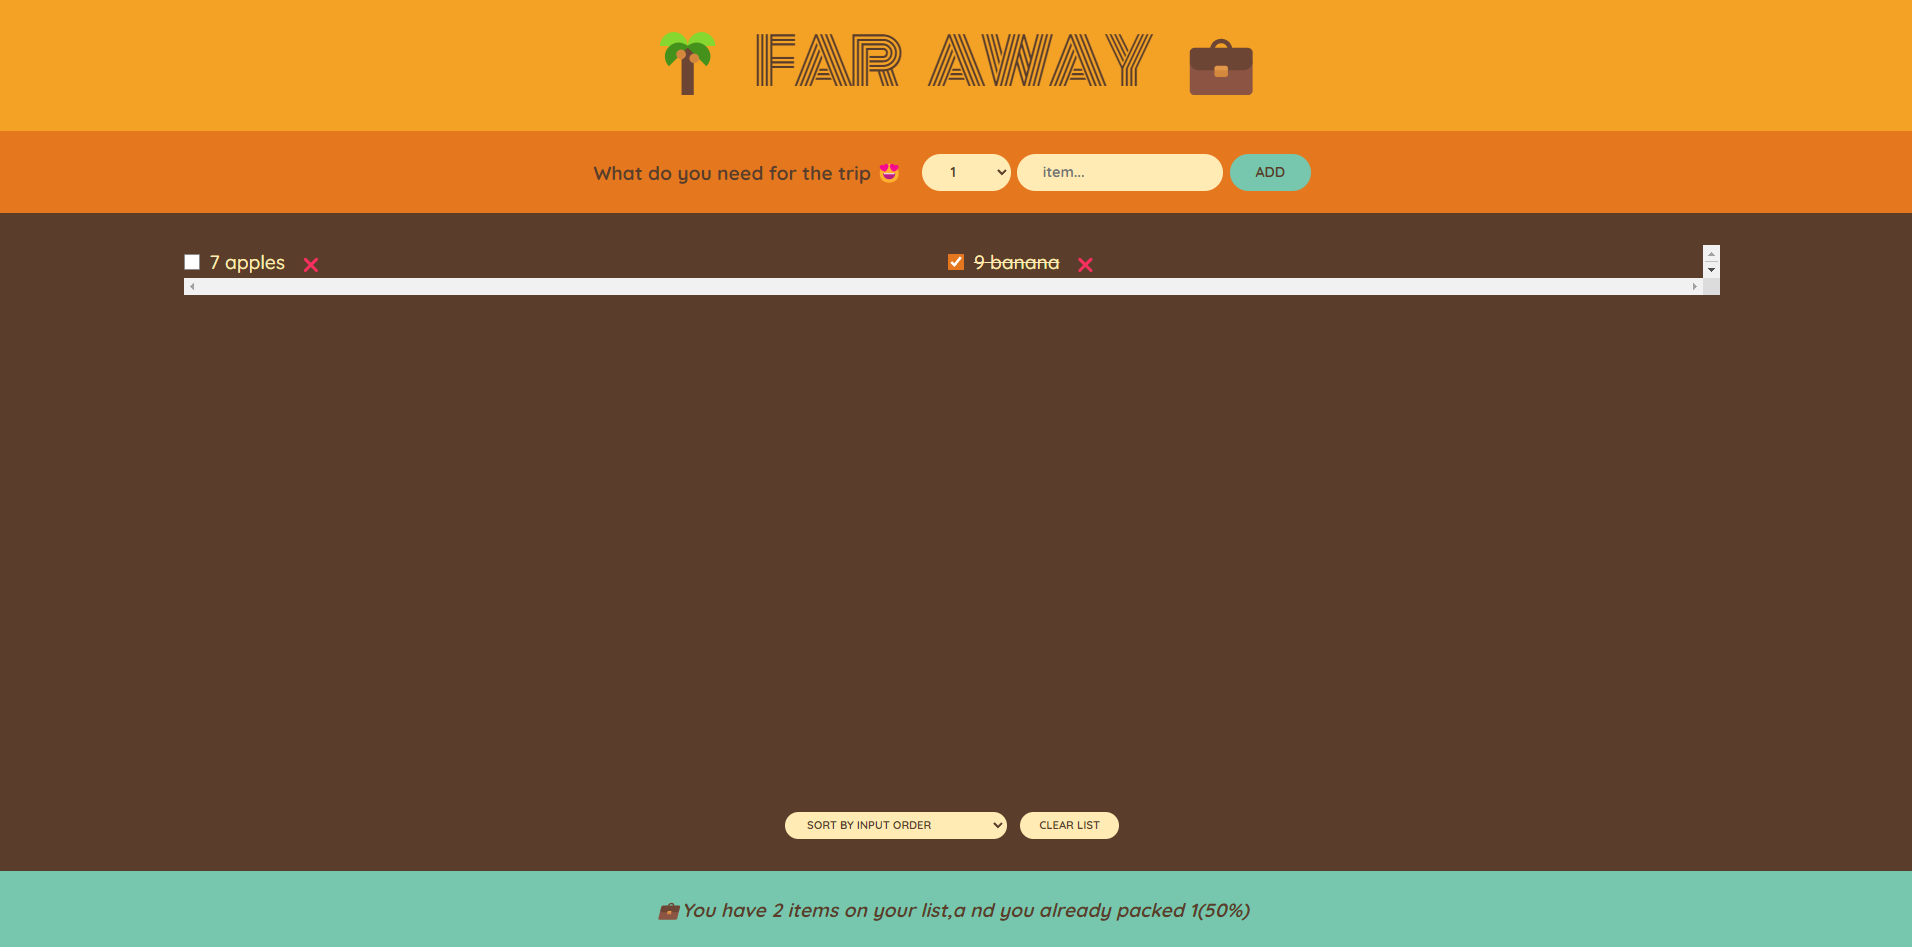 FAR AWAY
What do you need for the trip 😍 1 item... ADD
7 apples ❌ 9 banana ❌
SORT BY INPUT ORDER CLEAR LIST
💼You have 2 items on your list,a nd you already packed 1(50%)